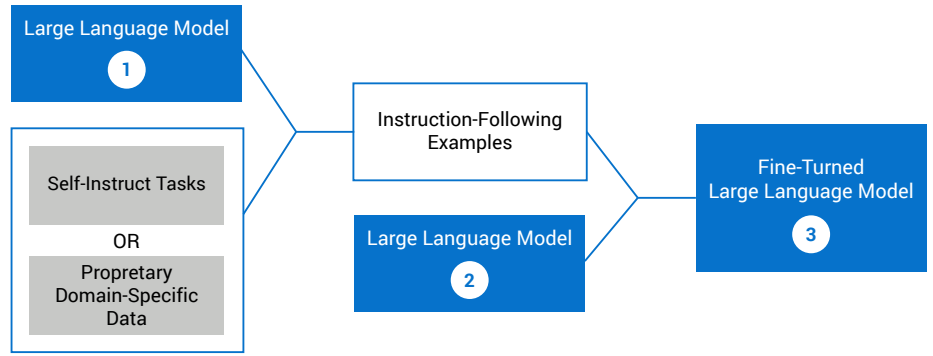 Large Language Model
1
Self-Instruct Tasks
OR
Propretary
Domain-Specific
Data
Instruction-Following
Examples
Large Language Model
2
Fine-Turned
Large Language Model
3